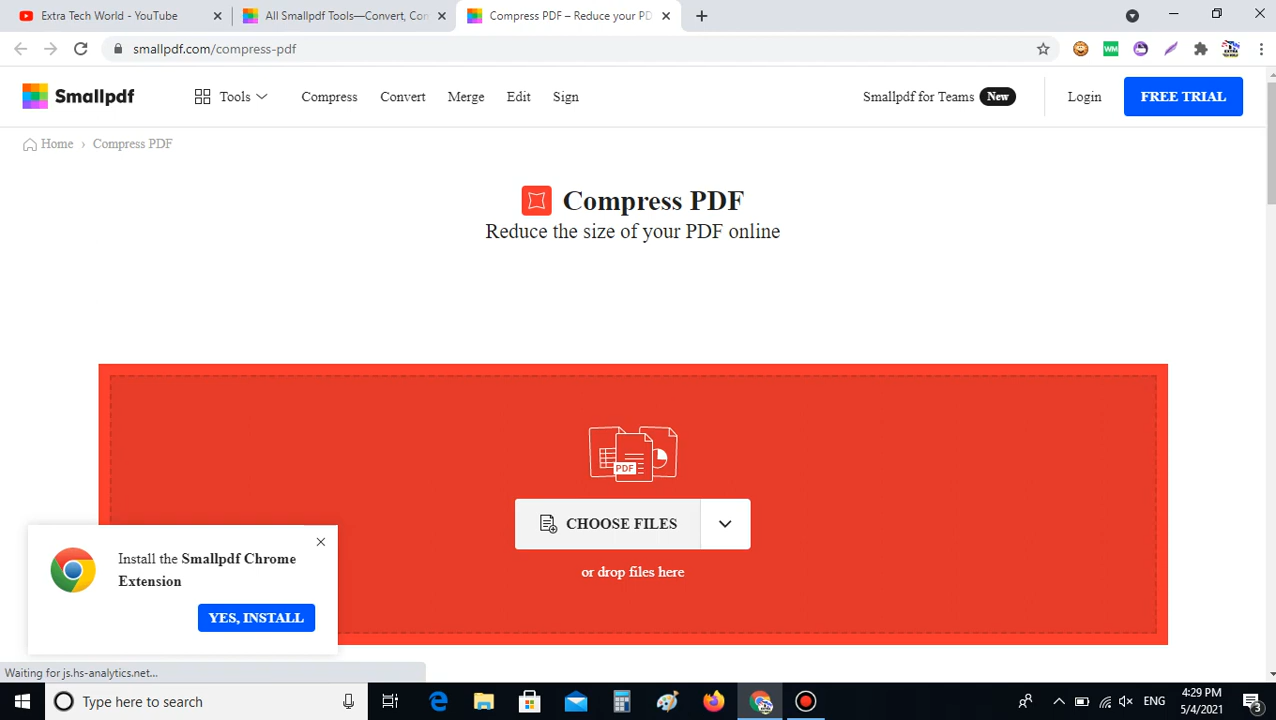 Extra Tech World - YouTube
All Smallpdf Tools—Convert, Con
Compress PDF – Reduce your PD
smallpdf.com/compress-pdf
WM
Smallpdf
Tools
Compress
Convert
Merge
Edit
Sign
Smallpdf for Teams New
Login
FREE TRIAL
Home › Compress PDF
Compress PDF
Reduce the size of your PDF online
PDF
CHOOSE FILES
or drop files here
Install the Smallpdf Chrome
Extension
YES, INSTALL
Waiting for js.hs-analytics.net...
Type here to search
ENG
4:29 PM
5/4/2021
3